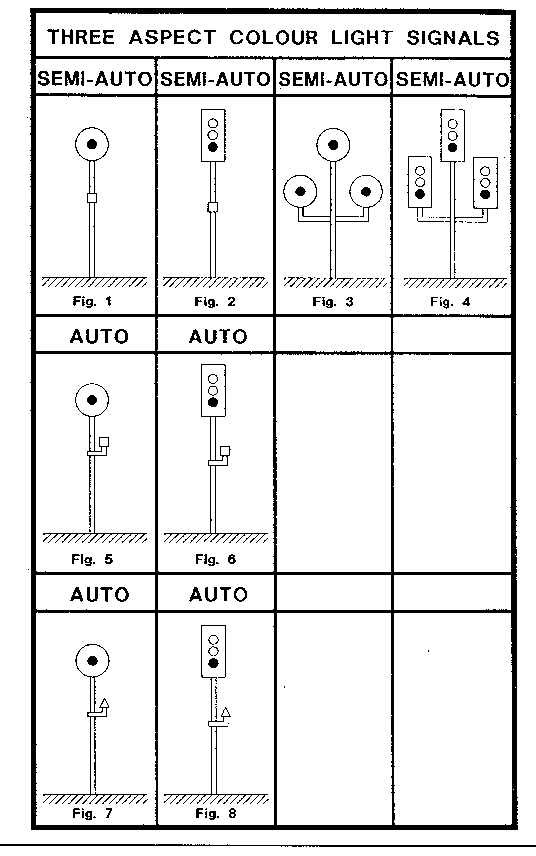 THREE ASPECT COLOUR LIGHT SIGNALS
SEMI-AUTO SEMI-AUTO SEMI-AUTO SEMI-AUTO
Fig. 1 Fig. 2 Fig. 3 Fig. 4
AUTO AUTO
Fig. 5 Fig. 6
AUTO AUTO
Fig. 7 Fig. 8